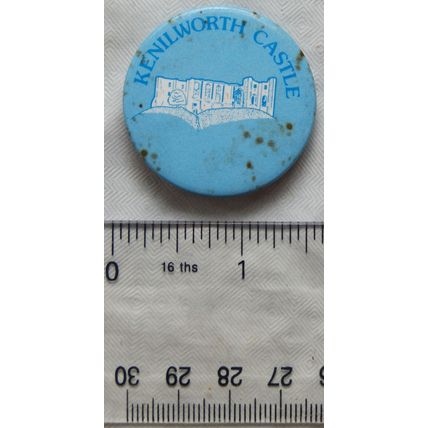 KENILWORTH CASTLE
0 16 ths 1
30 29 28 27